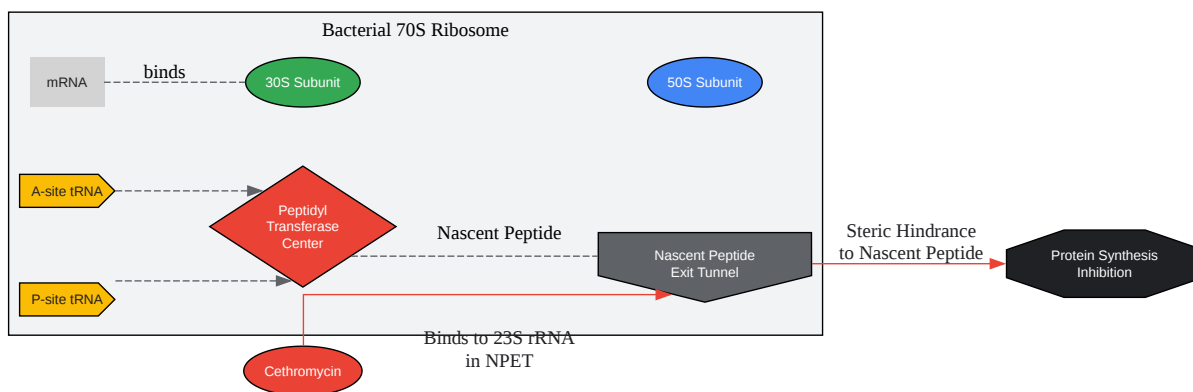 Bacterial 70S Ribosome
mRNA
binds
30S Subunit
50S Subunit
A-site tRNA
Peptidyl
Transferase
Center
Nascent Peptide
Nascent Peptide
Exit Tunnel
Steric Hindrance
to Nascent Peptide
Protein Synthesis
Inhibition
P-site tRNA
Binds to 23S rRNA
in NPET
Cethromycin